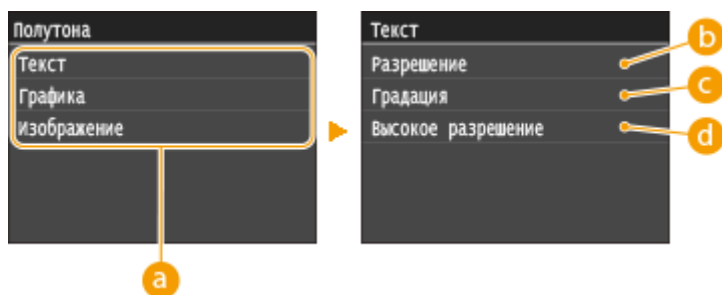 Полутона
Текст
Графика
Изображение
a
Текст
Разрешение
Градация
Высокое разрешение
b
c
d